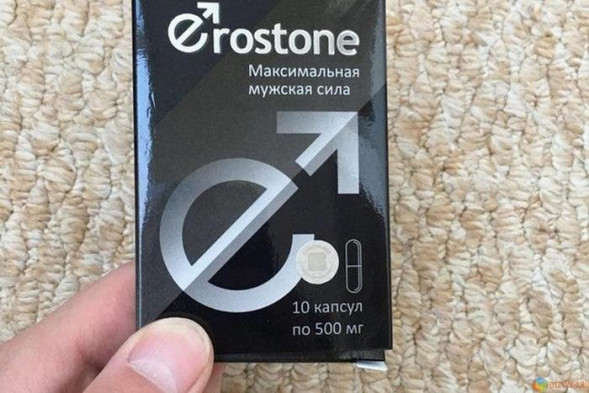 erostone
Максимальная
мужская сила
10 капсул
по 500 мг